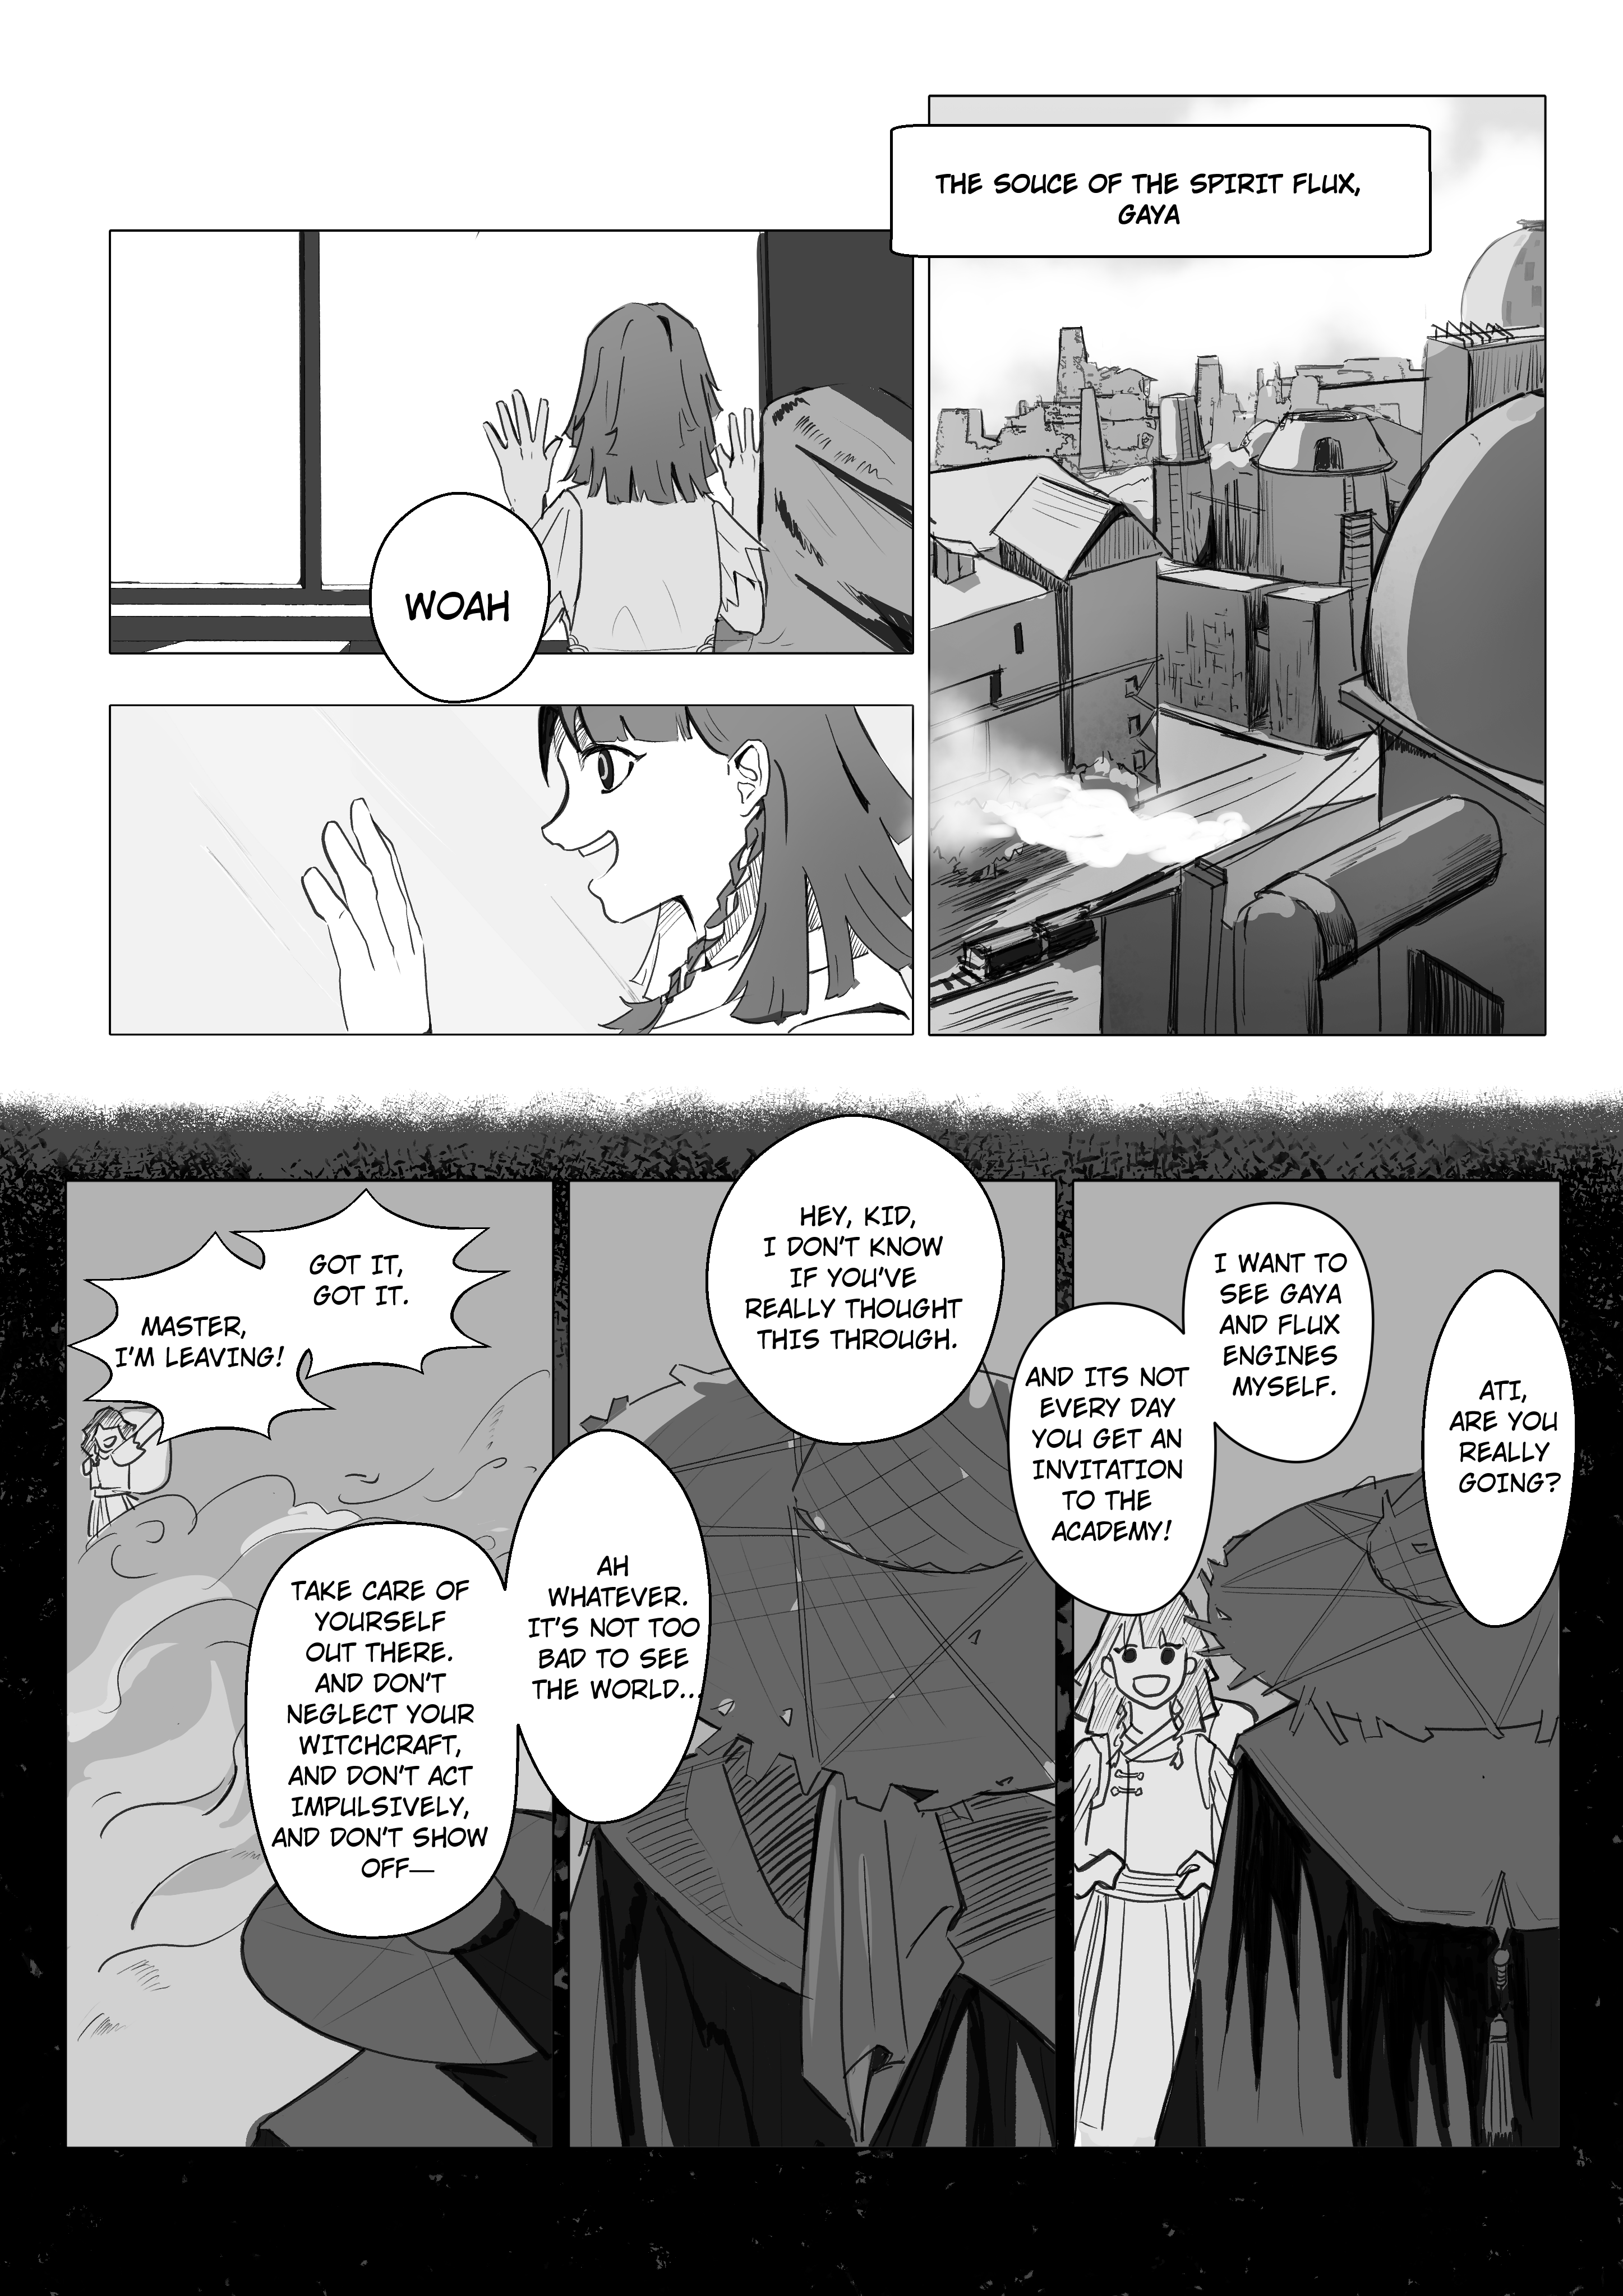 THE SOUCE OF THE SPIRIT FLUX,
GAYA
WOAH
ATI,
ARE YOU
REALLY
GOING?
I WANT TO
SEE GAYA
AND FLUX
ENGINES
MYSELF.
AND ITS NOT
EVERY DAY
YOU GET AN
INVITATION
TO THE
ACADEMY!
HEY, KID,
I DON'T KNOW
IF YOU'VE
REALLY THOUGHT
THIS THROUGH.
AH
WHATEVER.
IT'S NOT TOO
BAD TO SEE
THE WORLD...
TAKE CARE OF
YOURSELF
OUT THERE.
AND DON'T
NEGLECT YOUR
WITCHCRAFT,
AND DON'T ACT
IMPULSIVELY,
AND DON'T SHOW
OFF—
GOT IT,
GOT IT.
MASTER,
I'M LEAVING!